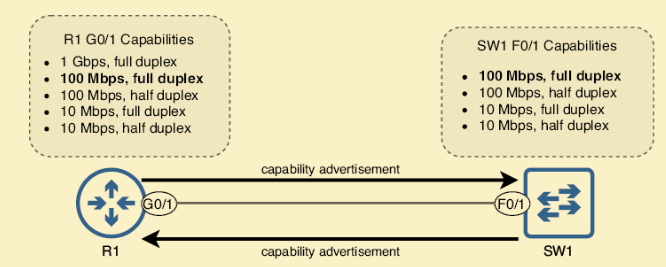 R1 G0/1 Capabilities
• 1 Gbps, full duplex
• 100 Mbps, full duplex
• 100 Mbps, half duplex
• 10 Mbps, full duplex
• 10 Mbps, half duplex
SW1 F0/1 Capabilities
• 100 Mbps, full duplex
• 100 Mbps, half duplex
• 10 Mbps, full duplex
• 10 Mbps, half duplex
capability advertisement
G0/1
F0/1
capability advertisement
R1
SW1